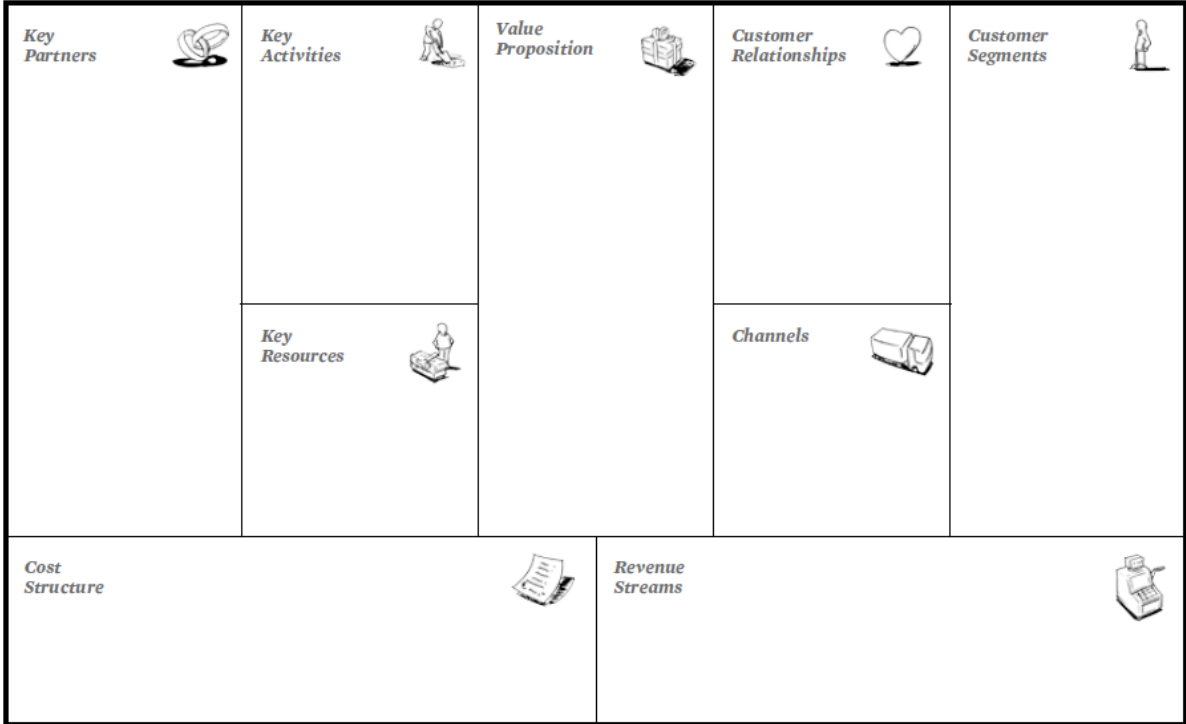 Key
Partners
Key
Activities
Value
Proposition
Customer
Relationships
Customer
Segments
Key
Resources
Channels
Cost
Structure
Revenue
Streams